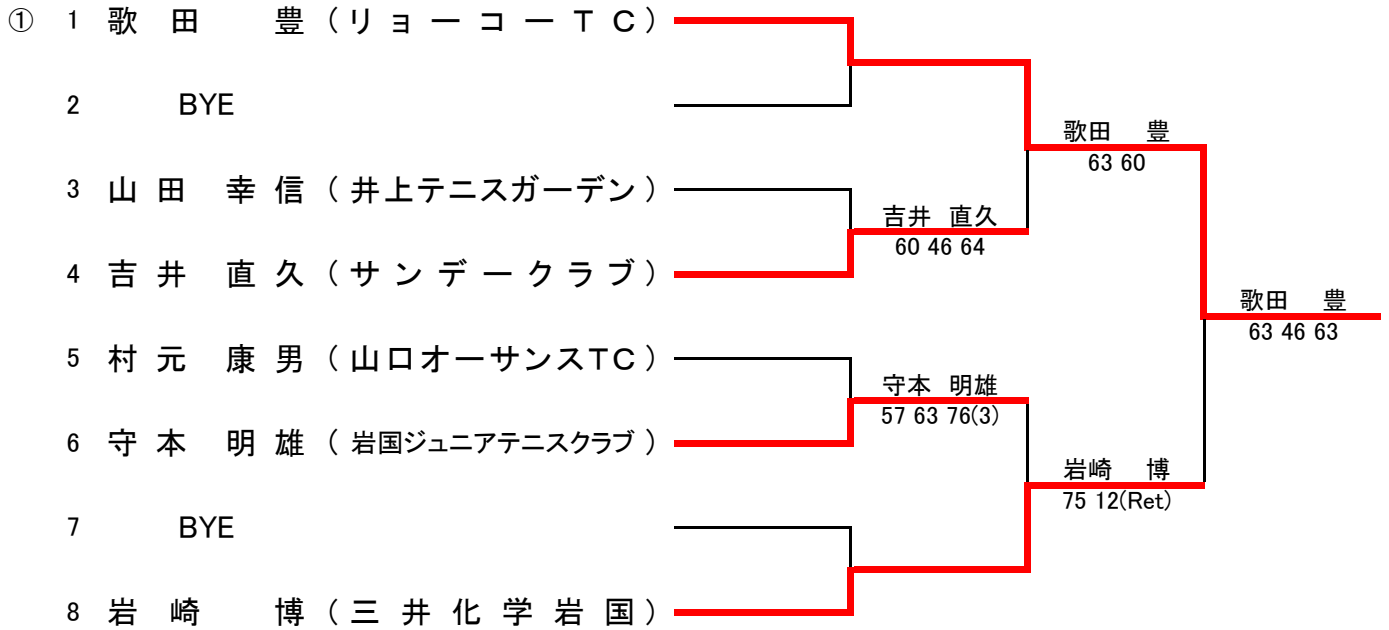 ① 1 歌田 豊（リョーコーＴＣ）
2 BYE
3 山田 幸信（井上テニスガーデン）
4 吉井 直久（サンデークラブ）
5 村元 康男（山口オーサンスTC）
6 守本 明雄（岩国ジュニアテニスクラブ）
7 BYE
8 岩崎 博（三井化学岩国）
吉井 直久
60 46 64
守本 明雄
57 63 76(3)
歌田 豊
63 60
岩崎 博
75 12(Ret)
歌田 豊
63 46 63